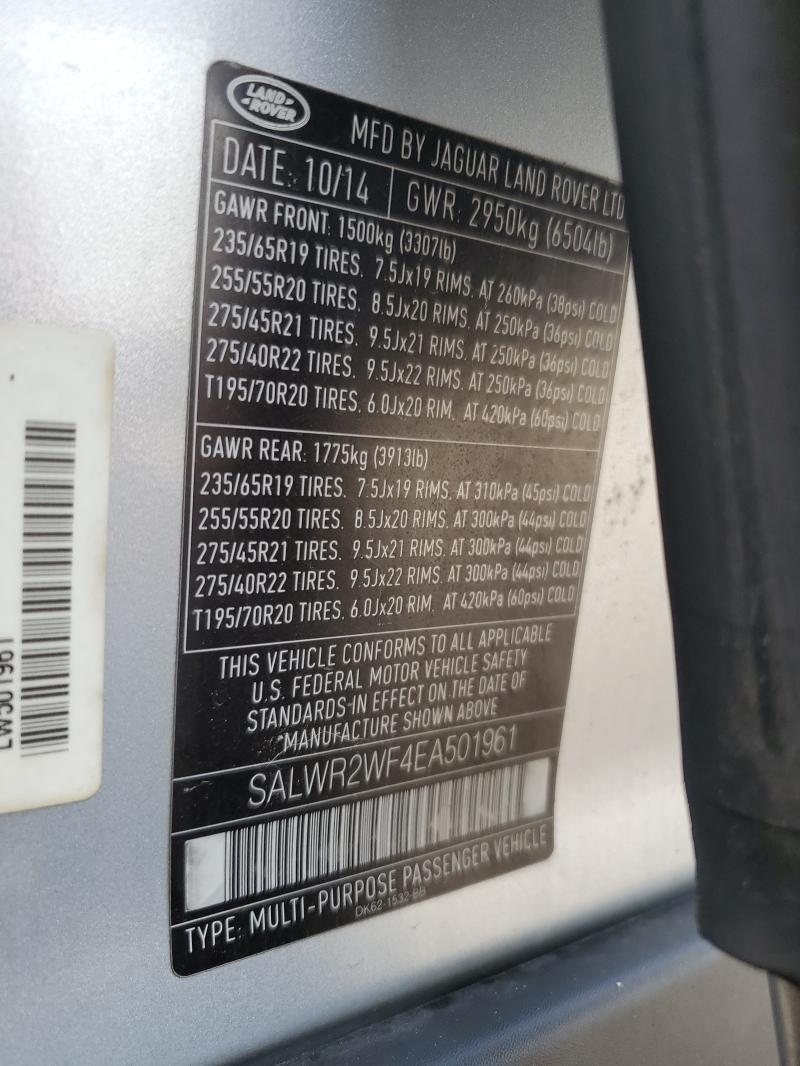 LAND
ROVER
MFD BY JAGUAR LAND ROVER LTD
DATE: 10/14
GWR: 2950kg (6504lb)
GAWR FRONT: 1500kg (3307lb)
235/65R19 TIRES. 7.5Jx19 RIMS. AT 260kPa (38psi) COLD
255/55R20 TIRES. 8.5Jx20 RIMS. AT 250kPa (36psi) COLD
275/45R21 TIRES. 9.5Jx21 RIMS. AT 250kPa (36psi) COLD
275/40R22 TIRES. 9.5Jx22 RIMS. AT 250kPa (36psi) COLD
T195/70R20 TIRES. 6.0Jx20 RIM. AT 420kPa (60psi) COLD
GAWR REAR: 1775kg (3913lb)
235/65R19 TIRES. 7.5Jx19 RIMS. AT 310kPa (45psi) COLD
255/55R20 TIRES. 8.5Jx20 RIMS. AT 300kPa (44psi) COLD
275/45R21 TIRES. 9.5Jx21 RIMS. AT 300kPa (44psi) COLD
275/40R22 TIRES. 9.5Jx22 RIMS. AT 300kPa (44psi) COLD
T195/70R20 TIRES. 6.0Jx20 RIM. AT 420kPa (60psi) COLD
THIS VEHICLE CONFORMS TO ALL APPLICABLE
U.S. FEDERAL MOTOR VEHICLE SAFETY
STANDARDS IN EFFECT ON THE DATE OF
*MANUFACTURE SHOWN ABOVE
SALWR2WF4EA501961
TYPE: MULTI-PURPOSE PASSENGER VEHICLE
DK62-1532-BB
LW501961